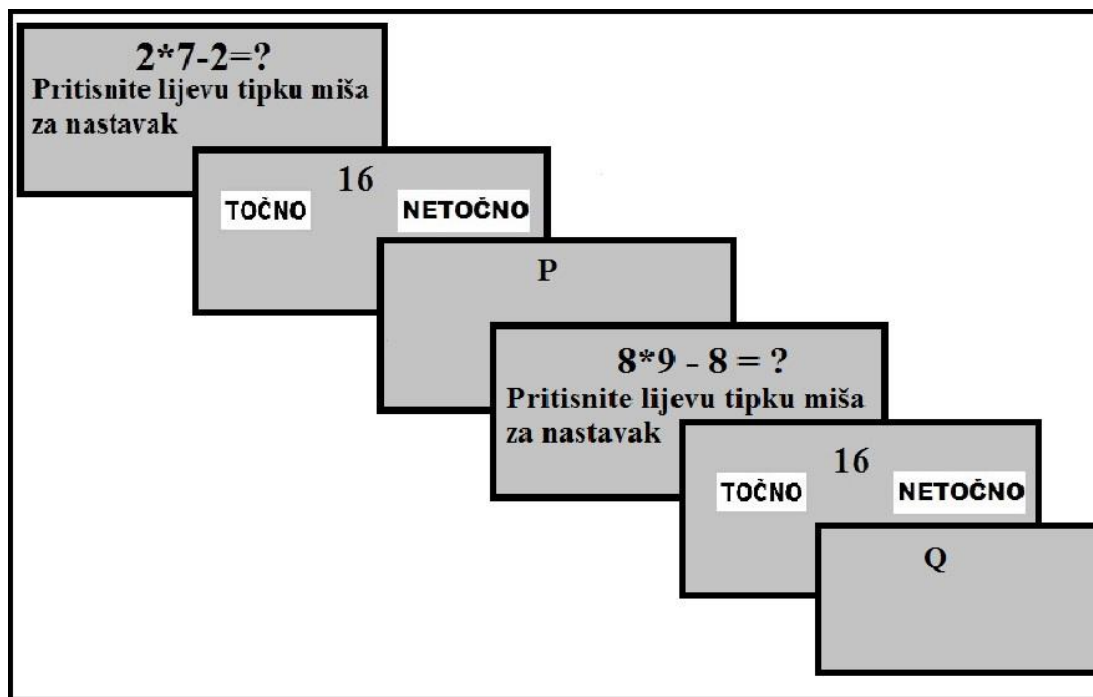 2*7-2=?
Pritisnite lijevu tipku miša
za nastavak
16
TOČNO NETOČNO
P
8*9 - 8 = ?
Pritisnite lijevu tipku miša
za nastavak
16
TOČNO NETOČNO
Q